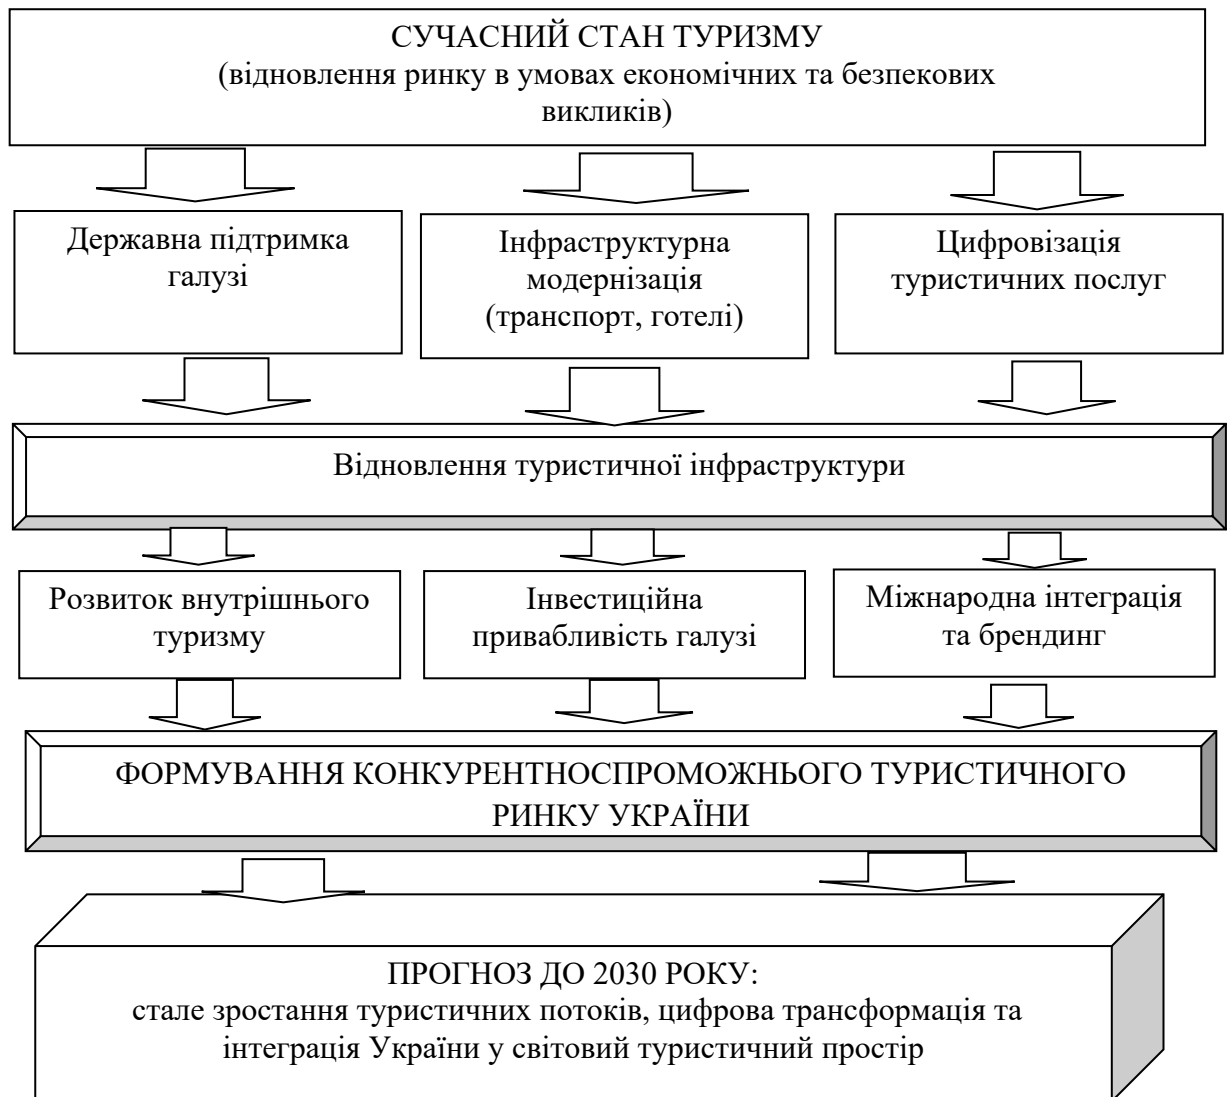 СУЧАСНИЙ СТАН ТУРИЗМУ
(відновлення ринку в умовах економічних та безпекових
викликів)
Державна підтримка
галузі
Інфраструктурна
модернізація
(транспорт, готелі)
Цифровізація
туристичних послуг
Відновлення туристичної інфраструктури
Розвиток внутрішнього
туризму
Інвестиційна
привабливість галузі
Міжнародна інтеграція
та брендинг
ФОРМУВАННЯ КОНКУРЕНТНОСПРОМОЖНЬОГО ТУРИСТИЧНОГО
РИНКУ УКРАЇНИ
ПРОГНОЗ ДО 2030 РОКУ:
стале зростання туристичних потоків, цифрова трансформація та
інтеграція України у світовий туристичний простір